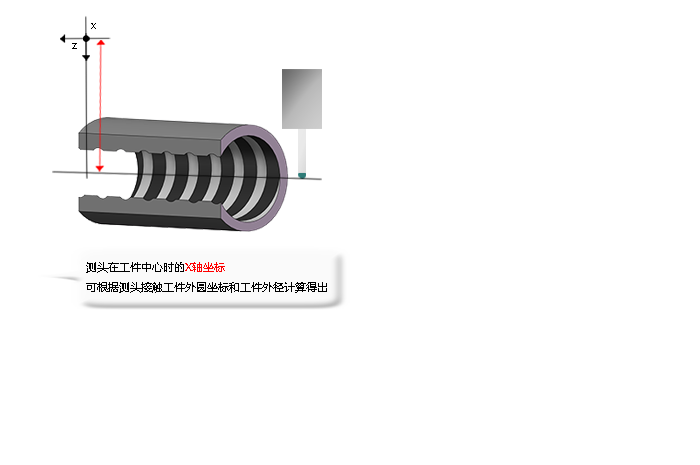 X
Z
测头在工件中心时的X轴坐标
可根据测头接触工件外圆坐标和工件外径计算得出